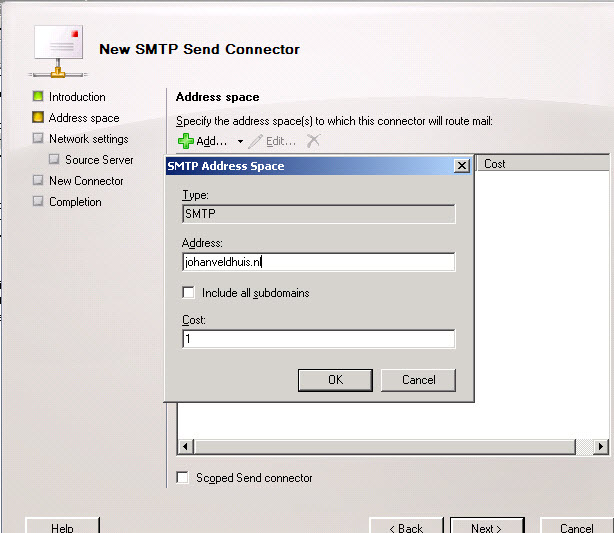 New SMTP Send Connector
Introduction
Address space
Network settings
Source Server
New Connector
Completion
Address space
Specify the address space(s) to which this connector will route mail:
Add... Edit...
Cost
SMTP Address Space
Type:
SMTP
Address:
johanveldhuis.nl
Include all subdomains
Cost:
1
OK Cancel
Scoped Send connector
Help < Back Next > Cancel